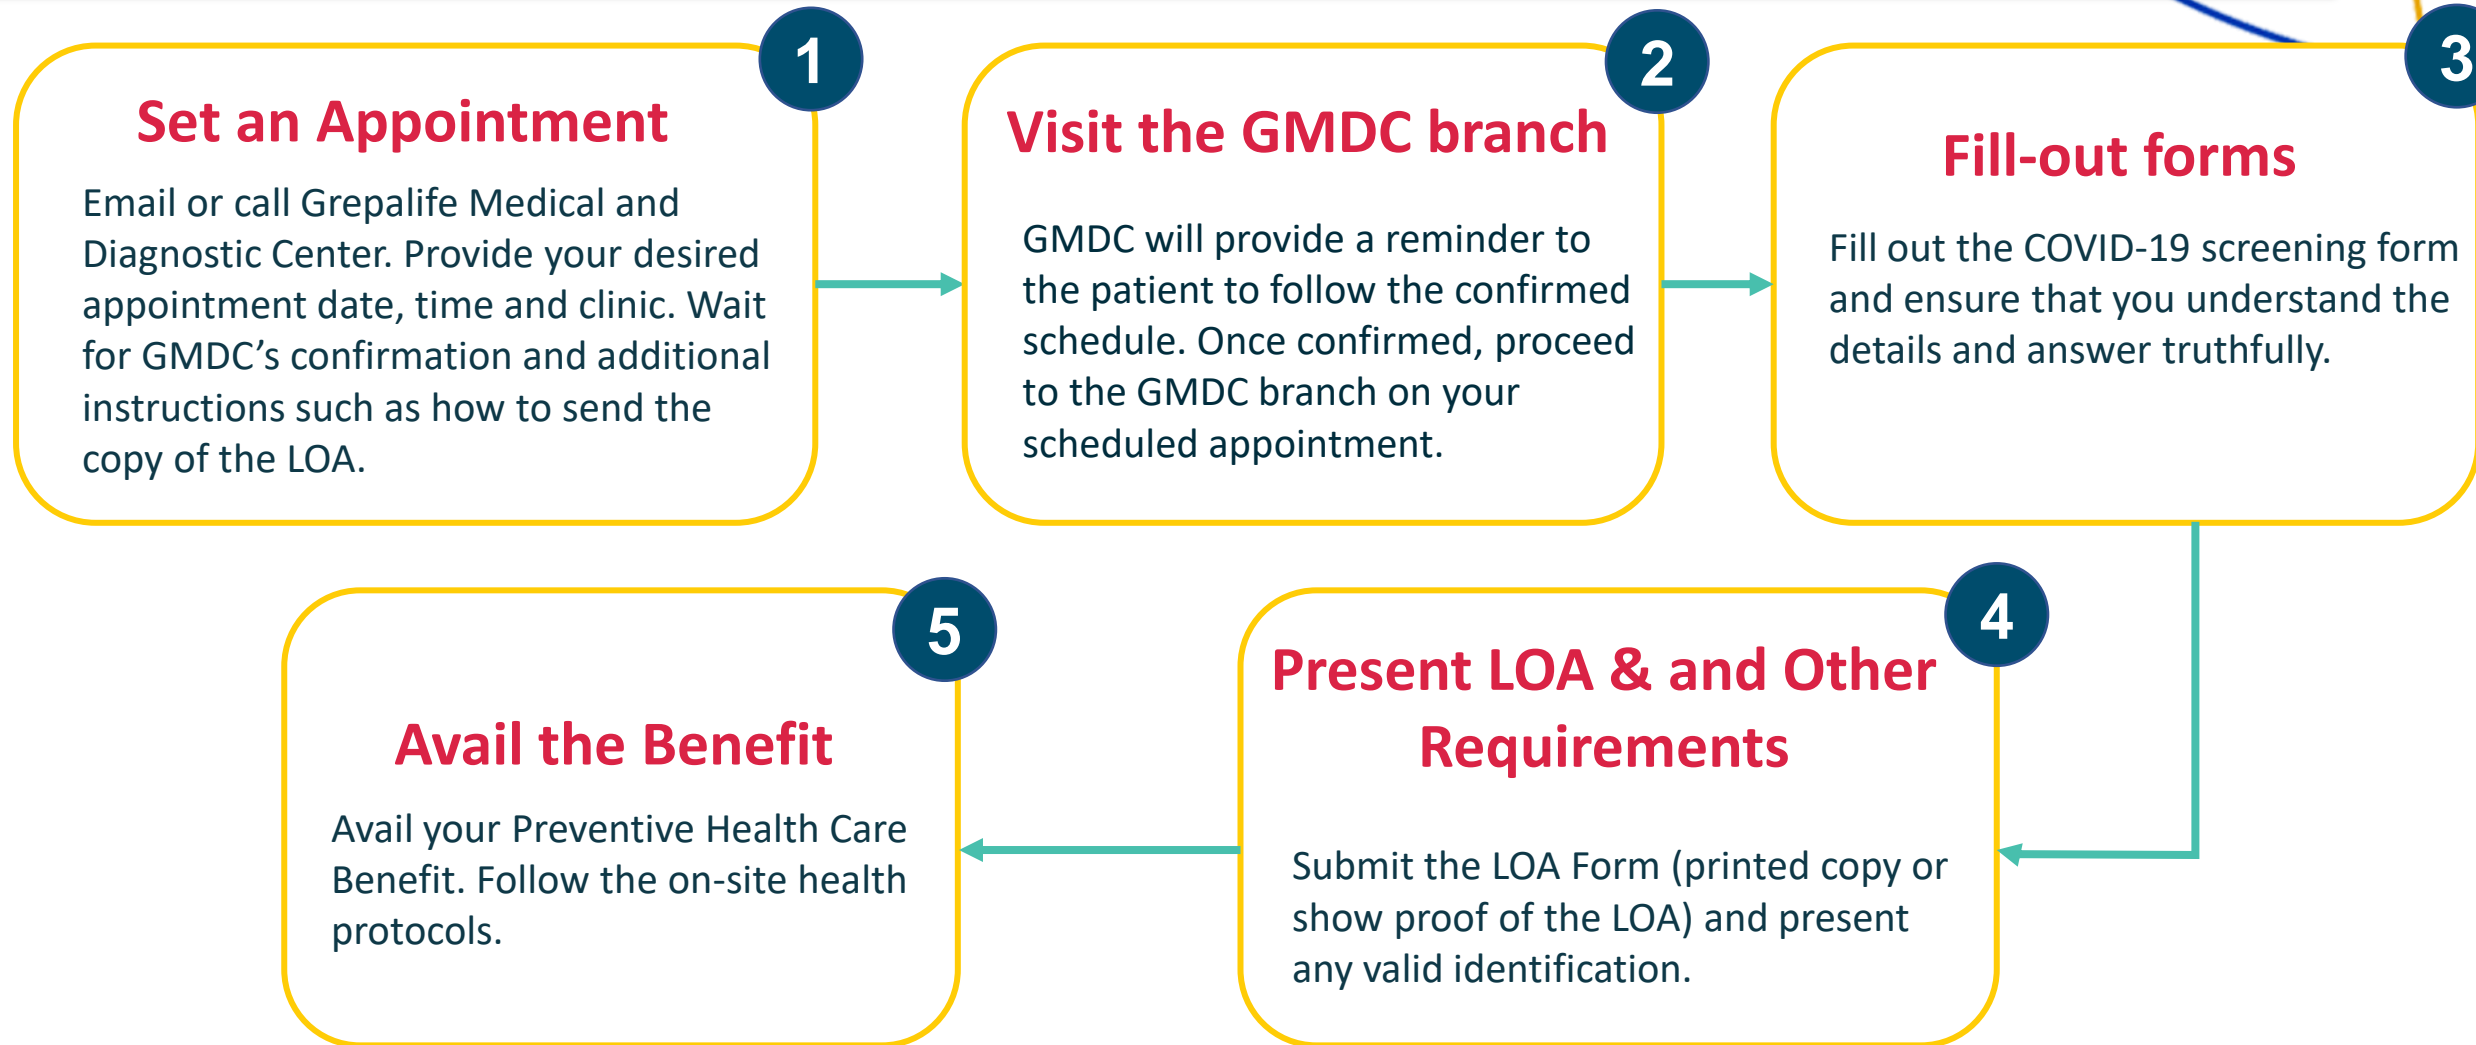 1
Set an Appointment
Email or call Grepalife Medical and
Diagnostic Center. Provide your desired
appointment date, time and clinic. Wait
for GMDC’s confirmation and additional
instructions such as how to send the
copy of the LOA.
2
Visit the GMDC branch
GMDC will provide a reminder to
the patient to follow the confirmed
schedule. Once confirmed, proceed
to the GMDC branch on your
scheduled appointment.
3
Fill-out forms
Fill out the COVID-19 screening form
and ensure that you understand the
details and answer truthfully.
4
Present LOA & and Other
Requirements
Submit the LOA Form (printed copy or
show proof of the LOA) and present
any valid identification.
5
Avail the Benefit
Avail your Preventive Health Care
Benefit. Follow the on-site health
protocols.